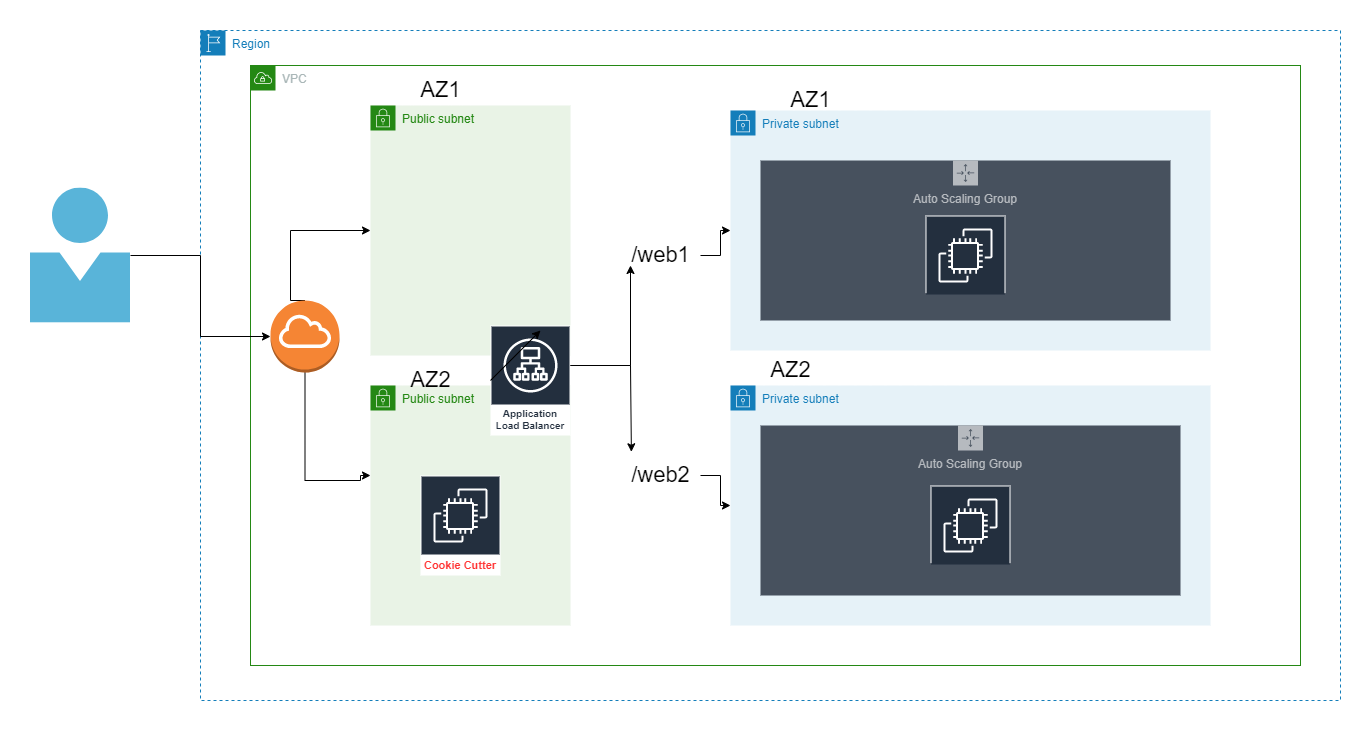 Region
VPC
AZ1
Public subnet
AZ1
Private subnet
Auto Scaling Group
/web1
AZ2
Public subnet
Application
Load Balancer
AZ2
Private subnet
Auto Scaling Group
/web2
Cookie Cutter